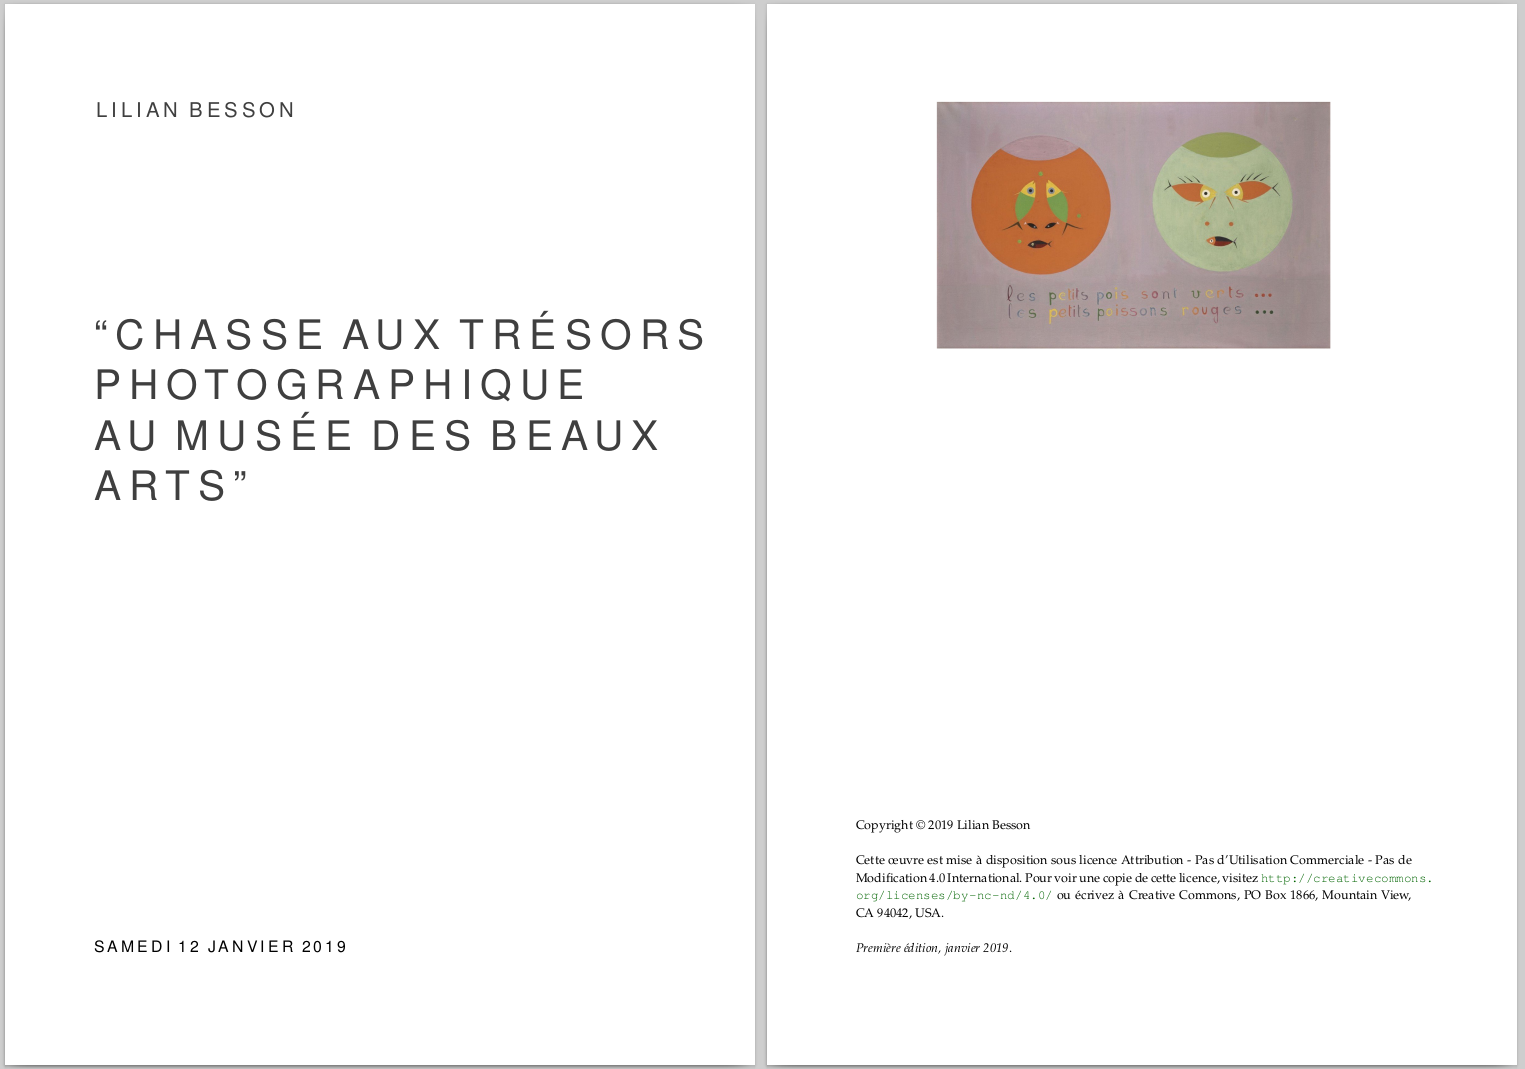 LILIAN BESSON
“CHASSE AUX TRÉSORS
PHOTOGRAPHIQUE
AU MUSÉE DES BEAUX
ARTS”
SAMEDI 12 JANVIER 2019
les petits pois sont verts ...
les petits poissons rouges ...
Copyright © 2019 Lilian Besson
Cette œuvre est mise à disposition sous licence Attribution - Pas d’Utilisation Commerciale - Pas de
Modification 4.0 International. Pour voir une copie de cette licence, visitez http://creativecommons.
org/licenses/by-nc-nd/4.0/ ou écrivez à Creative Commons, PO Box 1866, Mountain View,
CA 94042, USA.
Première édition, janvier 2019.